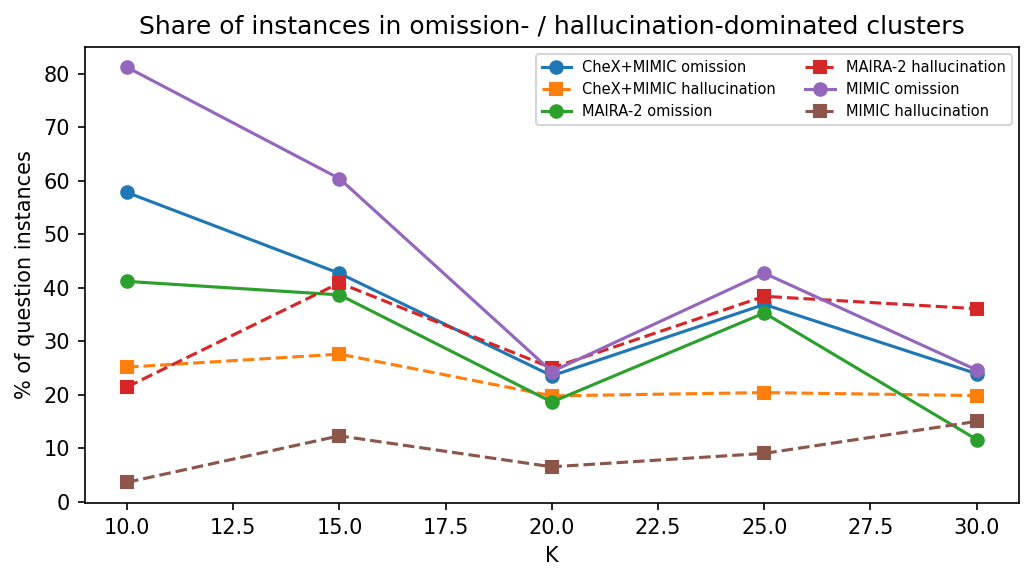 Share of instances in omission- / hallucination-dominated clusters
CheX+MIMIC omission
CheX+MIMIC hallucination
MAIRA-2 omission
MAIRA-2 hallucination
MIMIC omission
MIMIC hallucination
% of question instances
80
70
60
50
40
30
20
10
0
10.0 12.5 15.0 17.5 20.0 22.5 25.0 27.5 30.0
K